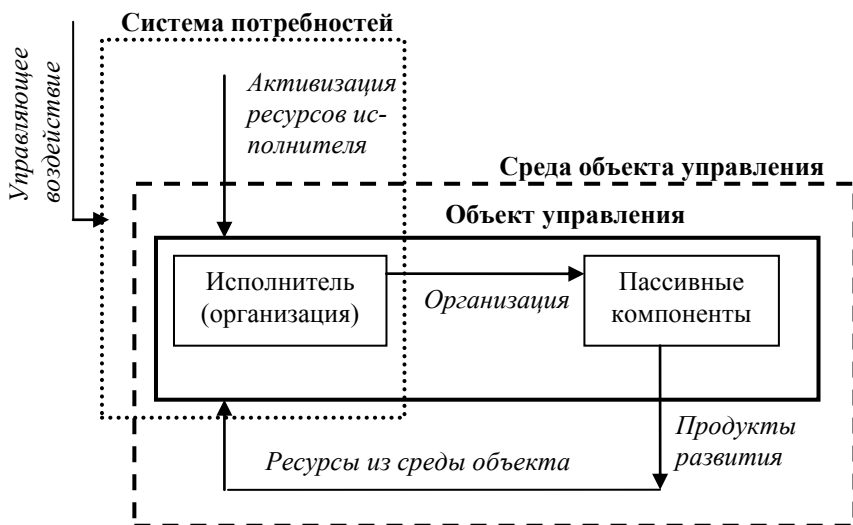 Система потребностей
Управляющее
воздействие
Активизация
ресурсов ис-
полнителя
Среда объекта управления
Объект управления
Исполнитель
(организация)
Организация
Пассивные
компоненты
Продукты
развития
Ресурсы из среды объекта